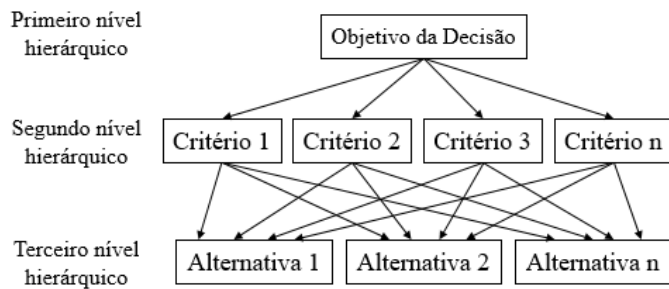 Primeiro nível
hierárquico
Objetivo da Decisão
Segundo nível
hierárquico
Critério 1
Critério 2
Critério 3
Critério n
Terceiro nível
hierárquico
Alternativa 1
Alternativa 2
Alternativa n